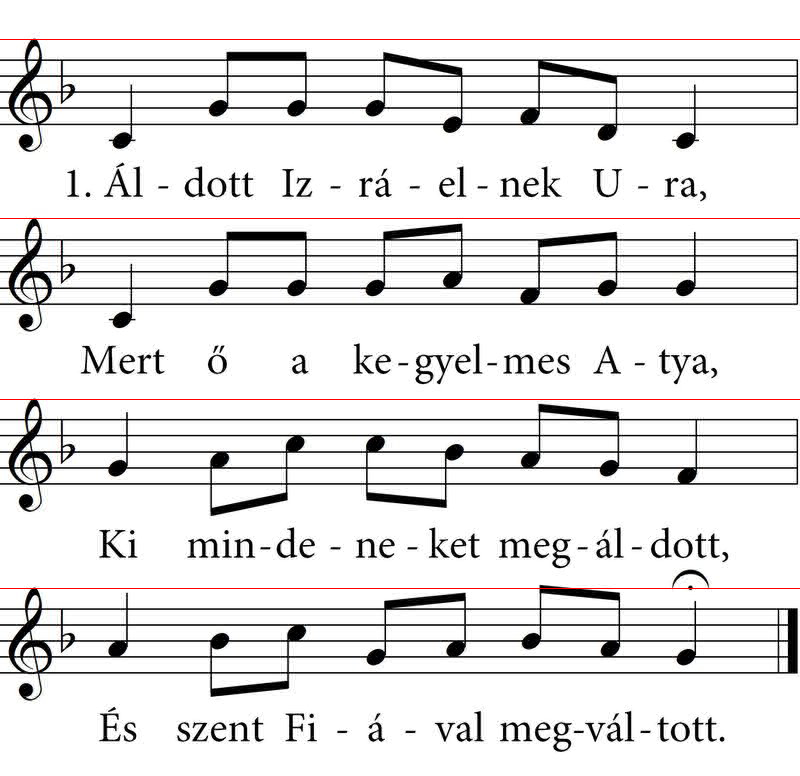 1. Ál - dott Iz - rá - el - nek U - ra,
Mert ő a ke - gyel - mes A - tya,
Ki min - de - ne - ket meg - ál - dott,
És szent Fi - á - val meg - vál - tott.